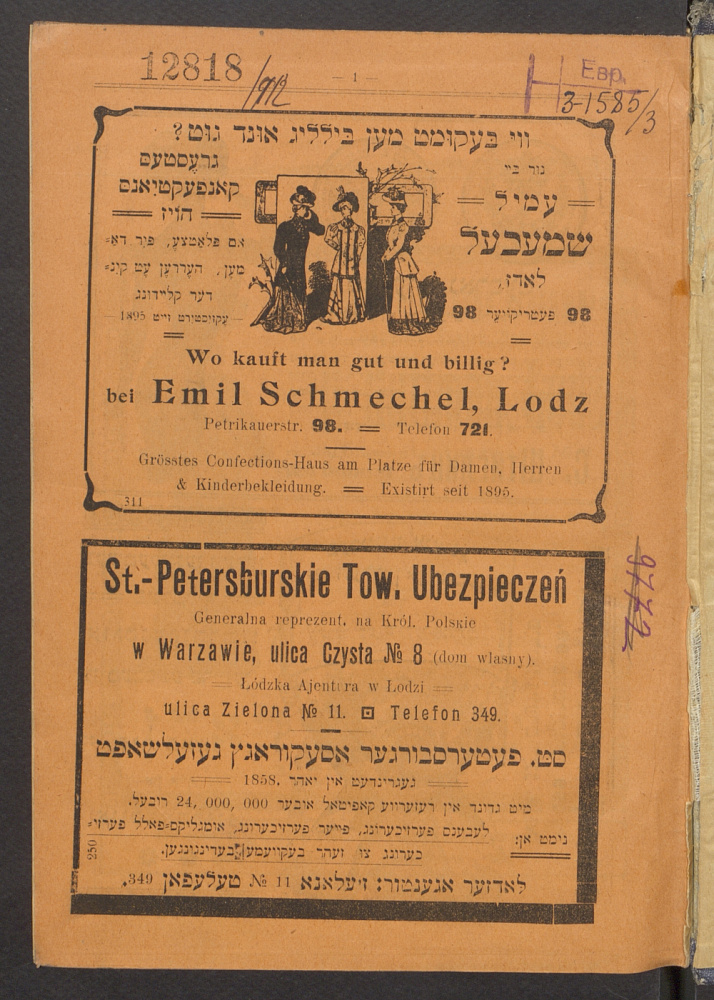 12818
/912
— 1 —
Н Евр.
3-1585/3
ווי בעקומט מען ביללינ אונד גוט?
נור ביי
עמיל
שמעכעל
לאדז,
98 פעטריקויער 98
גרעסטעס
קאנפעקטיאנס
הויז
אם פלאטצע, פיר דא=
מען, העררען עט קינ=
דער קליידונג
עקזיסטירט זייט 1895
Wo kauft man gut und billig?
bei Emil Schmechel, Lodz
Petrikauerstr. 98. = Telefon 721.
Grösstes Confections-Haus am Platze für Damen, Herren
& Kinderbekleidung. = Existirt seit 1895.
311
9772
St.-Petersburskie Tow. Ubezpieczeń
Generalna reprezent. na Król. Polskie
w Warzawie, ulica Czysta № 8 (dom własny).
Łódzka Ajentura w Łodzi
ulica Zielona № 11. Telefon 349.
סט. פעטערסבורגער אסעקוראנץ געזעלשאפט
געגרינדעט אין יאהר 1858.
מיט גרונד אין רעזערווע קאפיטאל איבער 24,000,000 רובעל.
נימט אן:
לעבענס פערזיכערונג, פייער פערזיכערונג, אומגליקס=פאללל פערזי=
כערונג צו זעהר בעקוועמע בעדינגונגען.
לאדזער אגענטור: זיעלאנא 11 № טעלעפאן 349.
250